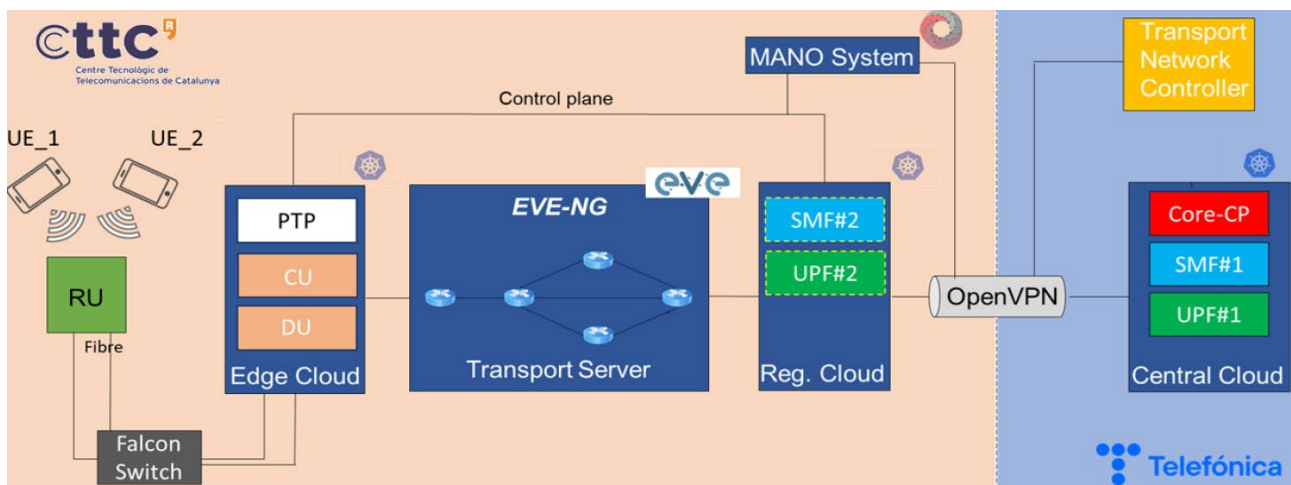 cttc R
Centre Tecnològic de
Telecomunicacions de Catalunya
MANO System
Transport
Network
Controller
Control plane
UE_1
UE_2
eve
EVE-NG
PTP
CU
DU
Edge Cloud
Transport Server
SMF#2
UPF#2
Reg. Cloud
OpenVPN
Core-CP
SMF#1
UPF#1
Central Cloud
RU
Fibre
Falcon
Switch
Telefónica